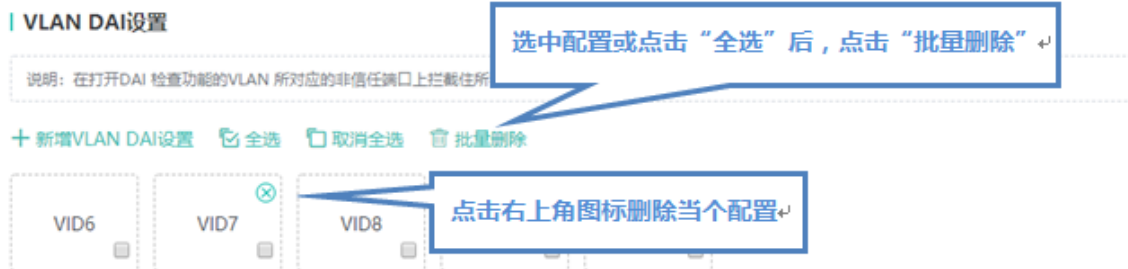 VLAN DAI设置
选中配置或点击“全选”后，点击“批量删除”↵
说明：在打开DAI 检查功能的VLAN 所对应的非信任端口上拦截住所
新增VLAN DAI设置 全选 取消全选 批量删除
VID6 VID7 VID8
点击右上角图标删除当个配置↵